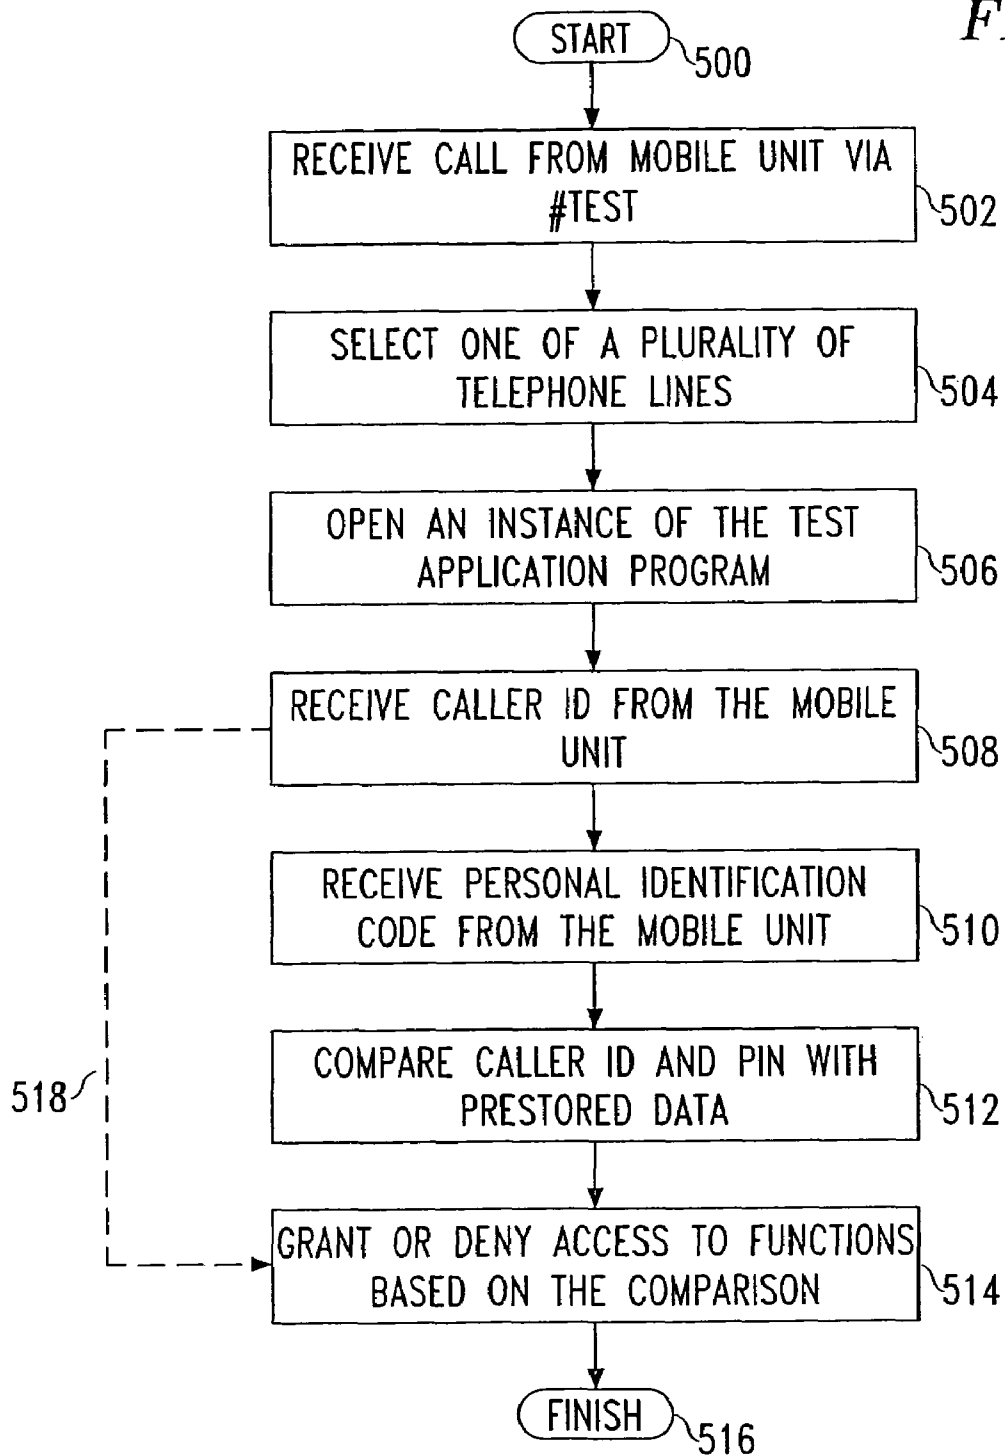 START
500
RECEIVE CALL FROM MOBILE UNIT VIA
#TEST
502
SELECT ONE OF A PLURALITY OF
TELEPHONE LINES
504
OPEN AN INSTANCE OF THE TEST
APPLICATION PROGRAM
506
RECEIVE CALLER ID FROM THE MOBILE
UNIT
508
RECEIVE PERSONAL IDENTIFICATION
CODE FROM THE MOBILE UNIT
510
COMPARE CALLER ID AND PIN WITH
PRESTORED DATA
512
518
GRANT OR DENY ACCESS TO FUNCTIONS
BASED ON THE COMPARISON
514
FINISH
516